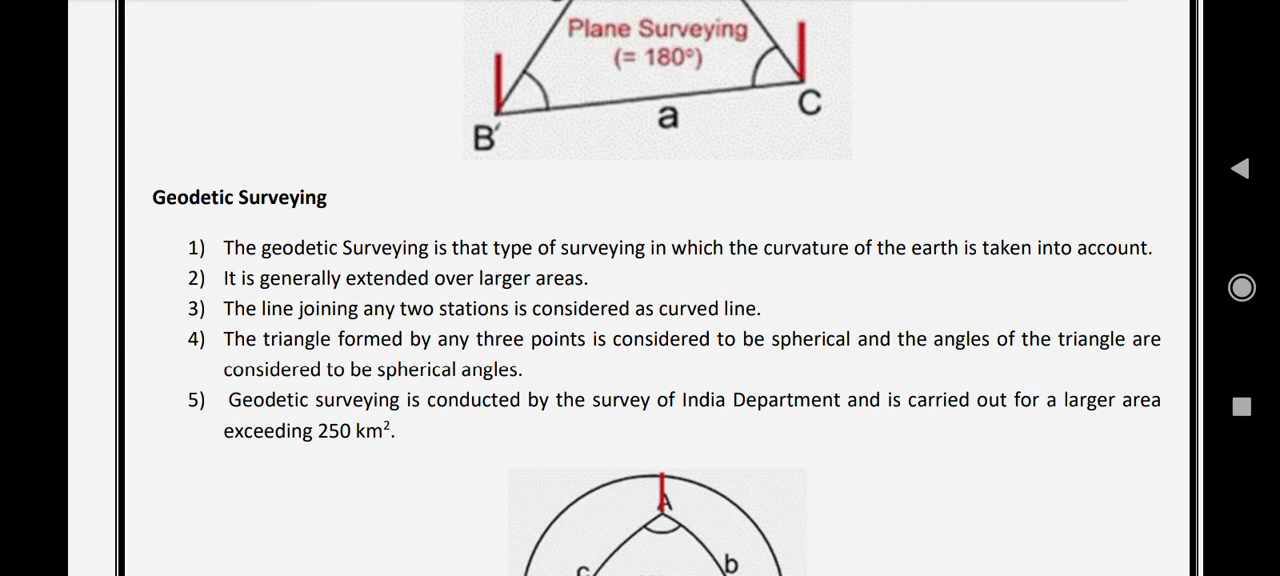 Plane Surveying
(= 180°)
B'
a
C
Geodetic Surveying
1) The geodetic Surveying is that type of surveying in which the curvature of the earth is taken into account.
2) It is generally extended over larger areas.
3) The line joining any two stations is considered as curved line.
4) The triangle formed by any three points is considered to be spherical and the angles of the triangle are
considered to be spherical angles.
5) Geodetic surveying is conducted by the survey of India Department and is carried out for a larger area
exceeding 250 km².
A
c
b